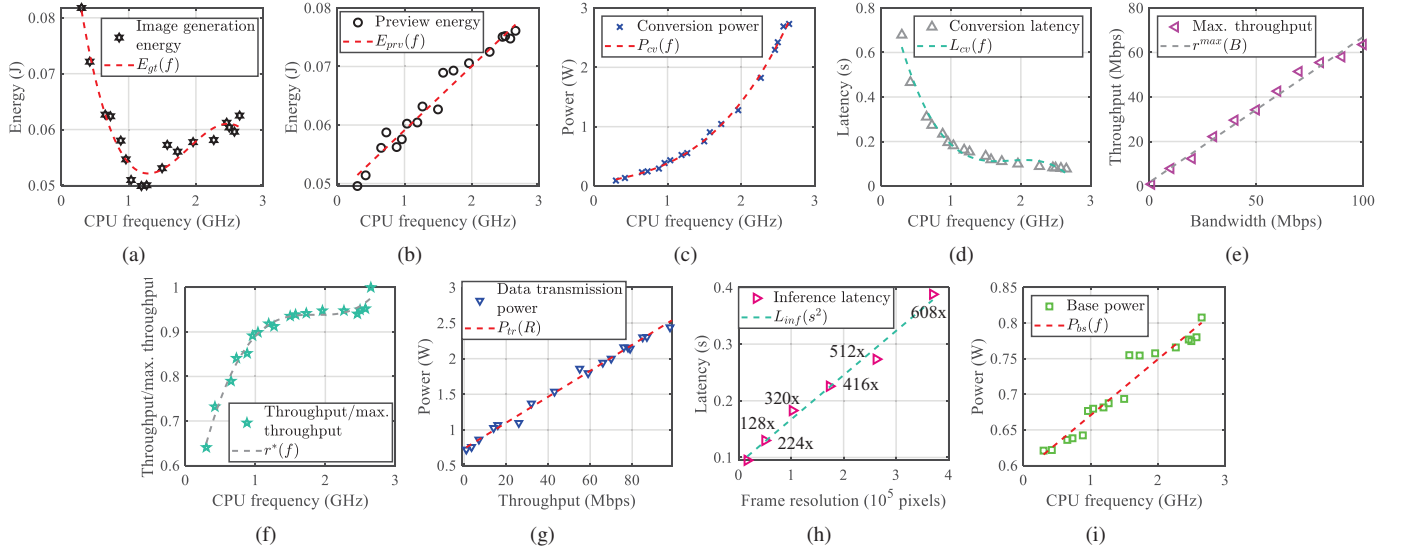 0.08
0.07
0.06
0.05
0
1
2
3
Energy (J)
CPU frequency (GHz)
Image generation
energy
E_gt(f)
(a)
0.08
0.07
0.06
0.05
0
1
2
3
Energy (J)
CPU frequency (GHz)
Preview energy
E_prv(f)
(b)
3
2
1
0
0
1
2
3
Power (W)
CPU frequency (GHz)
Conversion power
P_cv(f)
(c)
0.8
0.6
0.4
0.2
0
0
1
2
3
Latency (s)
CPU frequency (GHz)
Conversion latency
L_cv(f)
(d)
80
60
40
20
0
0
50
100
Throughput (Mbps)
Bandwidth (Mbps)
Max. throughput
r^max(B)
(e)
1
0.9
0.8
0.7
0.6
0
1
2
3
Throughput/max. throughput
CPU frequency (GHz)
Throughput/max.
throughput
r*(f)
(f)
3
2.5
2
1.5
1
0.5
20
40
60
80
Power (W)
Throughput (Mbps)
Data transmission
power
P_tr(R)
(g)
0.4
0.3
0.2
0.1
0
1
2
3
4
Latency (s)
Frame resolution (10^5 pixels)
Inference latency
L_inf(s^2)
608x
512x
416x
320x
128x
224x
(h)
0.85
0.8
0.75
0.7
0.65
0.6
0
1
2
3
Power (W)
CPU frequency (GHz)
Base power
P_bs(f)
(i)